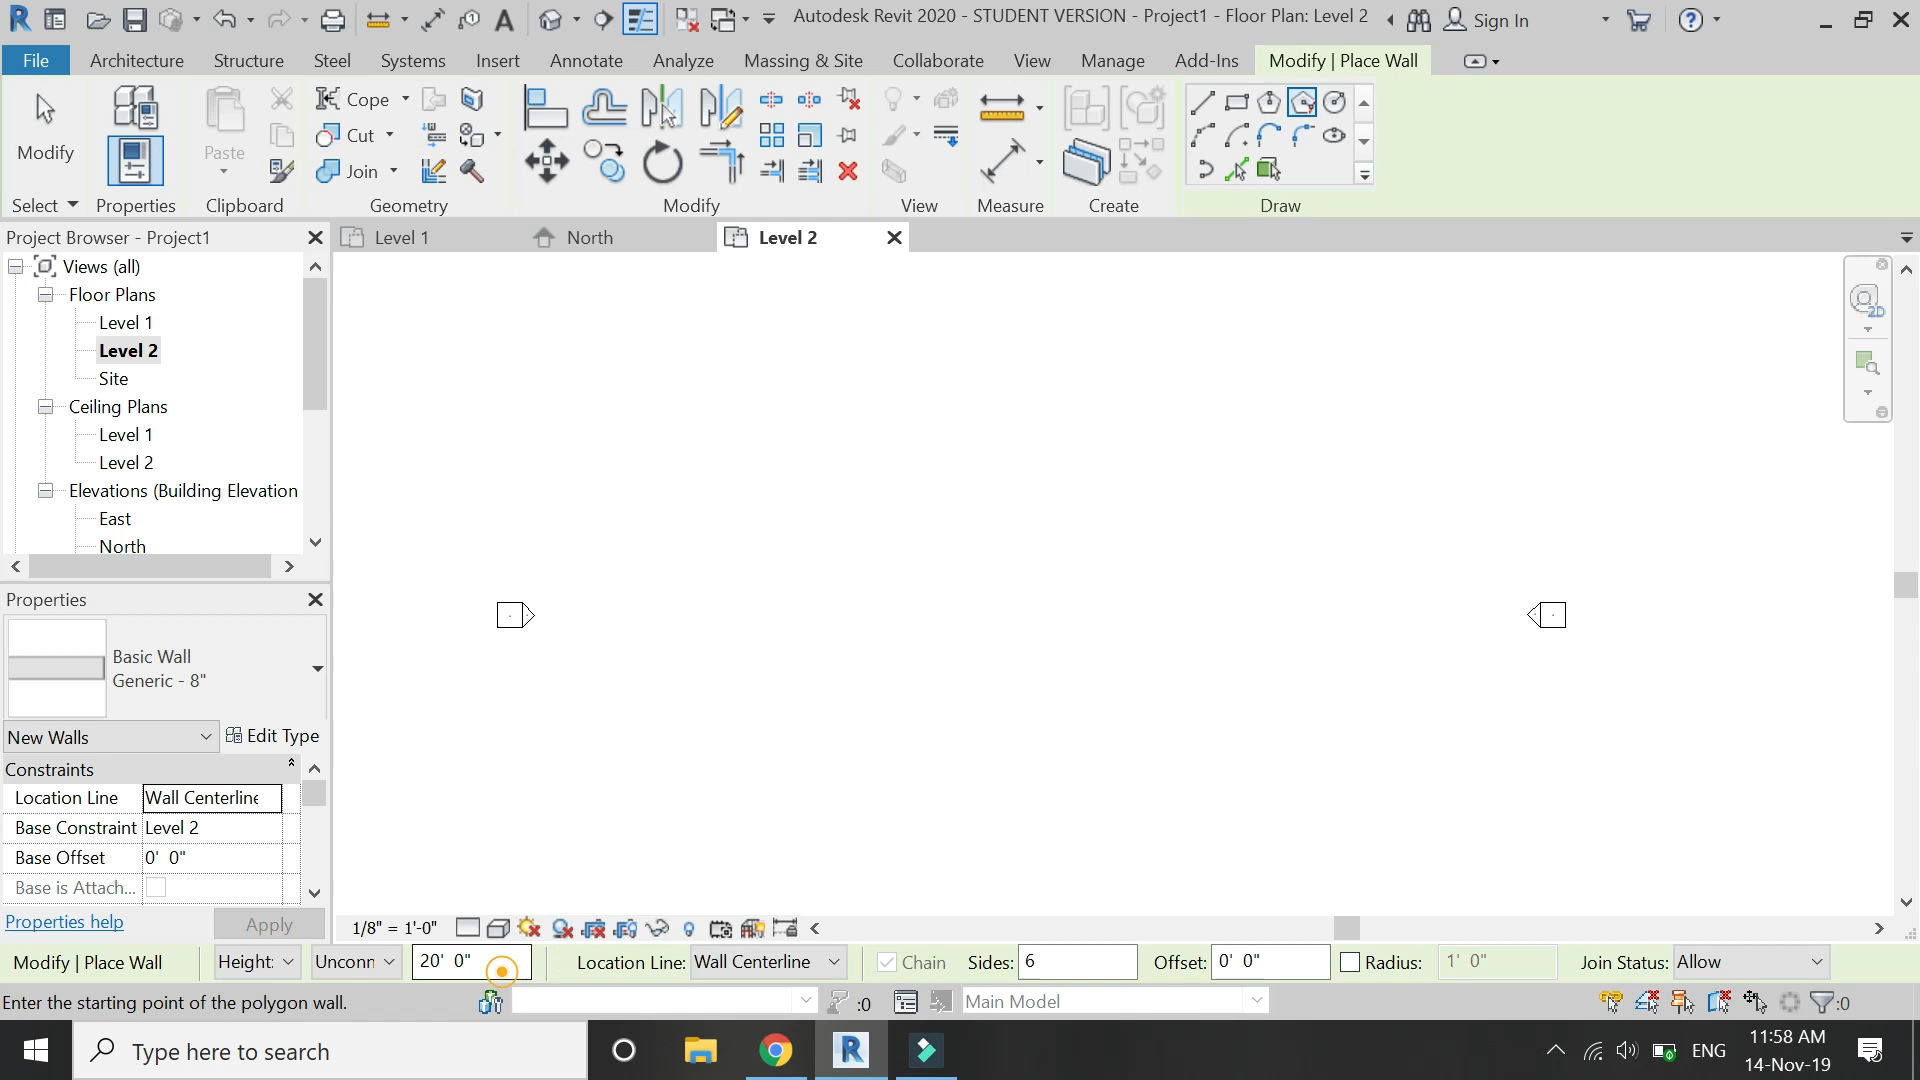 Autodesk Revit 2020 - STUDENT VERSION - Project1 - Floor Plan: Level 2
Sign In
File Architecture Structure Steel Systems Insert Annotate Analyze Massing & Site Collaborate View Manage Add-Ins Modify | Place Wall
Modify
Paste
Cope
Cut
Join
Select Properties Clipboard Geometry Modify View Measure Create Draw
Project Browser - Project1
Level 1
North
Level 2
Views (all)
Floor Plans
Level 1
Level 2
Site
Ceiling Plans
Level 1
Level 2
Elevations (Building Elevation
East
North
2D
Properties
Basic Wall
Generic - 8"
New Walls
Edit Type
Constraints
Location Line Wall Centerline
Base Constraint Level 2
Base Offset 0' 0"
Base is Attach...
Properties help
Apply
1/8" = 1'-0"
Modify | Place Wall Height: Unconn 20' 0" Location Line: Wall Centerline Chain Sides: 6 Offset: 0' 0" Radius: 1' 0" Join Status: Allow
Enter the starting point of the polygon wall. :0 Main Model :0
Type here to search
ENG
11:58 AM
14-Nov-19